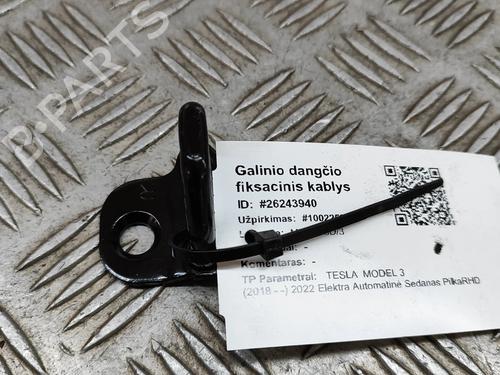 B-PARTS
Galinio dangčio
fiksacinis kablys
ID: #26243940
Užpirkimas:
Komentaras: -
TP Parametrai: TESLA MODEL 3
(2018 - -) 2022 Elektra Automatinė Sedanas PilkaRHD